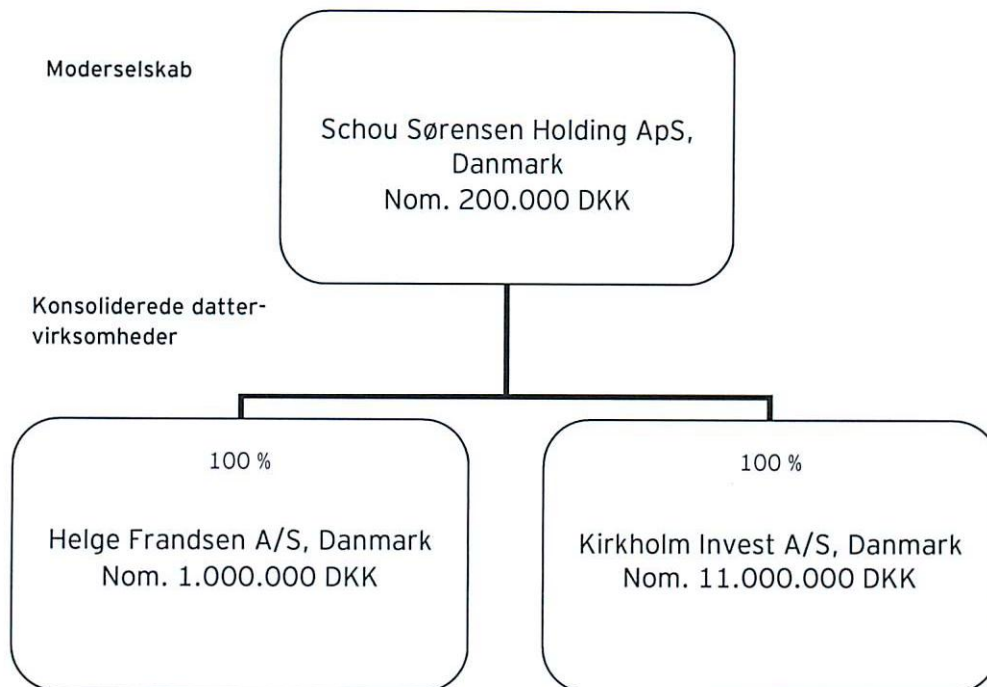 Moderselskab
Schou Sørensen Holding ApS,
Danmark
Nom. 200.000 DKK
Konsoliderede datter-
virksomheder
100 %
Helge Frandsen A/S, Danmark
Nom. 1.000.000 DKK
100 %
Kirkholm Invest A/S, Danmark
Nom. 11.000.000 DKK